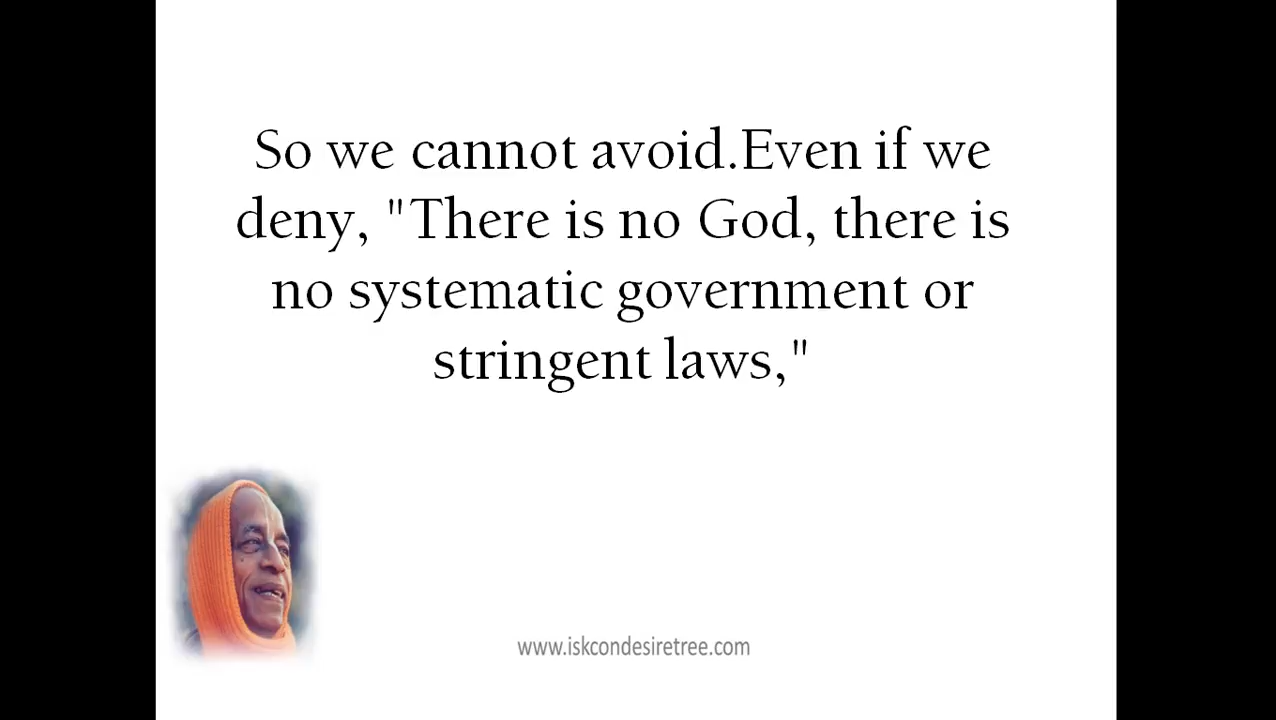 So we cannot avoid.Even if we
deny, "There is no God, there is
no systematic government or
stringent laws,"
www.iskcondesiretree.com